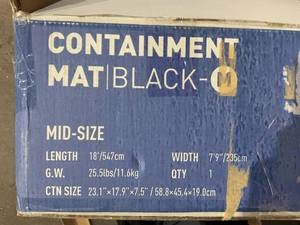 CONTAINMENT
MAT|BLACK-
MID-SIZE
LENGTH 18'/547cm WIDTH 7'9"/235cm
G.W. 25.5lbs/11.6kg QTY 1
CTN SIZE 23.1"×17.9"×7.5" / 58.8×45.4×19.0cm